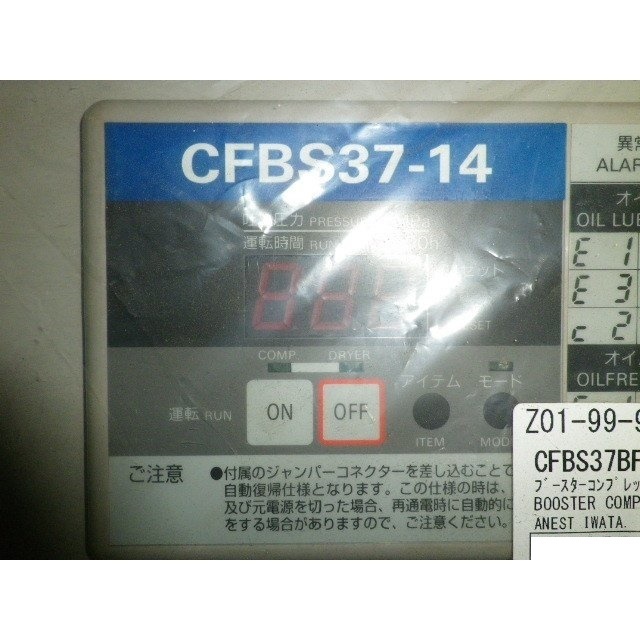 CFBS37-14
圧力 PRESSURE
運転時間 RUN
セット
COMP. DRYER
運転 RUN ON OFF
アイテム モード
ITEM MOD
ご注意
●付属のジャンパーコネクターを差し込むことで
自動復帰仕様となります。この仕様の時は、
及び元電源を切った場合、再通電時に自動的に
をする場合がありますので、ご注意ください。
異常
ALAR
オイ
OIL LUB
E 1
E 3
c 2
オイ
OILFRE
Z01-99-9
CFBS37BF
ブースターコンプレッ
BOOSTER COMP
ANEST IWATA.